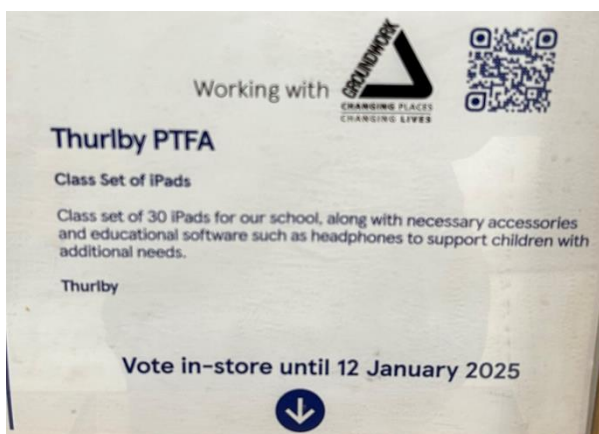 Working with
GROUNDWORK
CHANGING PLACES
CHANGING LIVES
Thurlby PTFA
Class Set of iPads
Class set of 30 iPads for our school, along with necessary accessories
and educational software such as headphones to support children with
additional needs.
Thurlby
Vote in-store until 12 January 2025